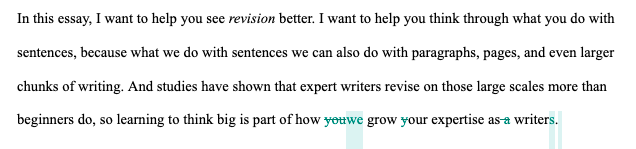 In this essay, I want to help you see revision better. I want to help you think through what you do with
sentences, because what we do with sentences we can also do with paragraphs, pages, and even larger
chunks of writing. And studies have shown that expert writers revise on those large scales more than
beginners do, so learning to think big is part of how youwe grow your expertise as a writers.